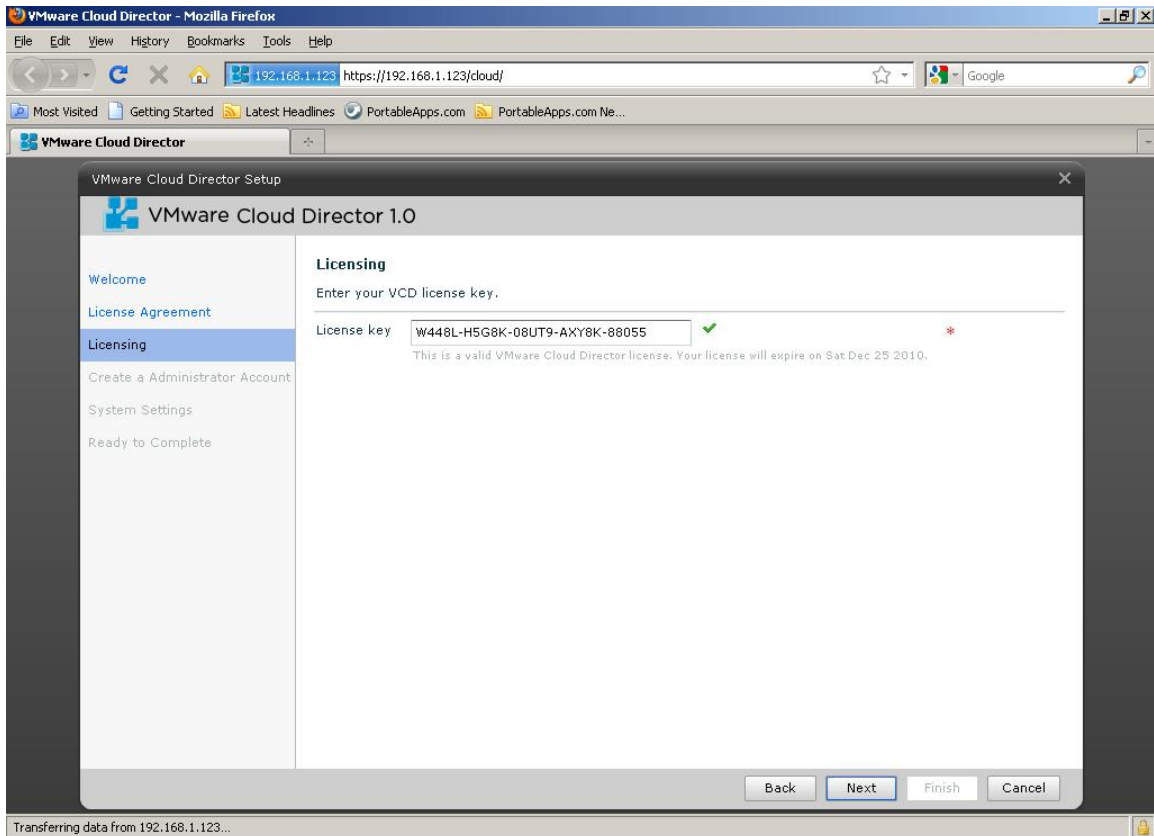 VMware Cloud Director - Mozilla Firefox
File Edit View History Bookmarks Tools Help
192.168.1.123 https://192.168.1.123/cloud/
Google
Most Visited Getting Started Latest Headlines PortableApps.com PortableApps.com Ne...
VMware Cloud Director
VMware Cloud Director Setup
VMware Cloud Director 1.0
Welcome
License Agreement
Licensing
Create a Administrator Account
System Settings
Ready to Complete
Licensing
Enter your VCD license key.
License key W448L-H5G8K-08UT9-AXY8K-88055 *
This is a valid VMware Cloud Director license. Your license will expire on Sat Dec 25 2010.
Back Next Finish Cancel
Transferring data from 192.168.1.123...